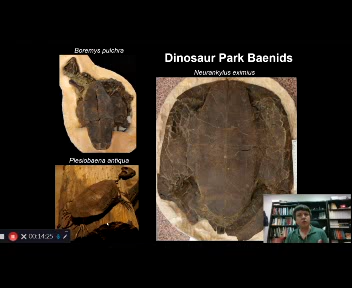 Boremys pulchra
Dinosaur Park Baenids
Neurankylus eximius
Plesiobaena antiqua
00:14:25